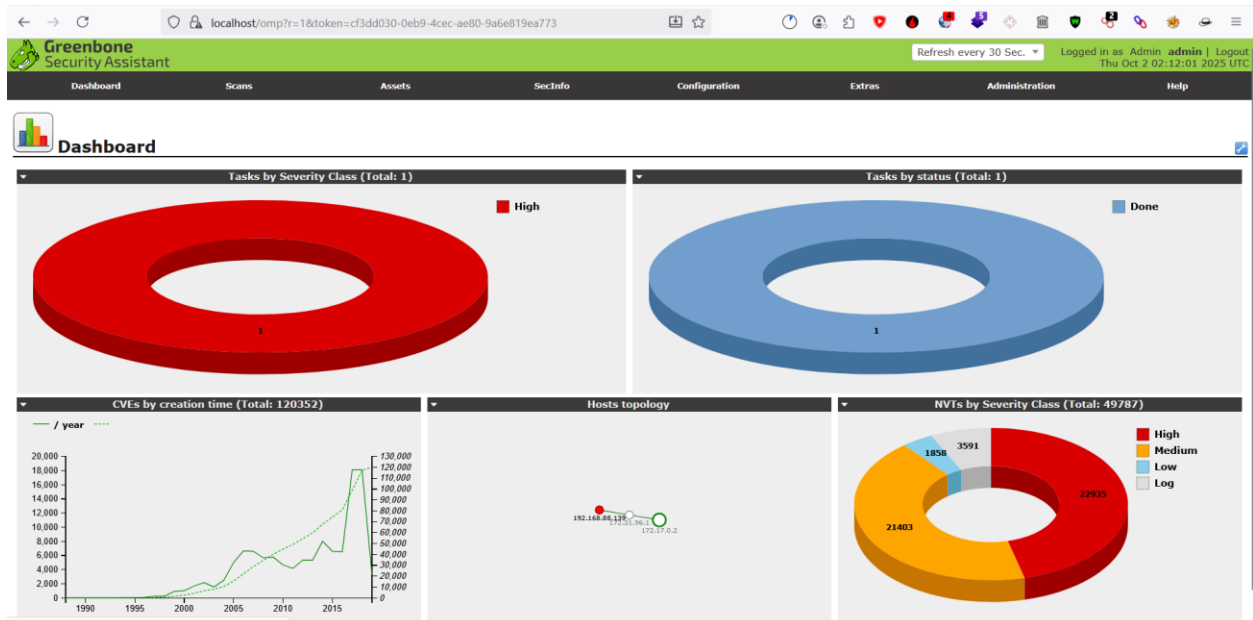 localhost/omp?r=1&token=cf3dd030-0eb9-4cec-ae80-9a6e819ea773
Greenbone
Security Assistant
Refresh every 30 Sec.
Logged in as Admin admin | Logout
Thu Oct 2 02:12:01 2025 UTC
Dashboard Scans Assets SecInfo Configuration Extras Administration Help
Dashboard
Tasks by Severity Class (Total: 1)
High
1
Tasks by status (Total: 1)
Done
1
CVEs by creation time (Total: 120352)
/ year
20,000
18,000
16,000
14,000
12,000
10,000
8,000
6,000
4,000
2,000
0
130,000
120,000
110,000
100,000
90,000
80,000
70,000
60,000
50,000
40,000
30,000
20,000
10,000
0
1990 1995 2000 2005 2010 2015
Hosts topology
192.168.88.139
172.31.96.1
172.17.0.2
NVTs by Severity Class (Total: 49787)
High
Medium
Low
Log
1858
3591
22935
21403